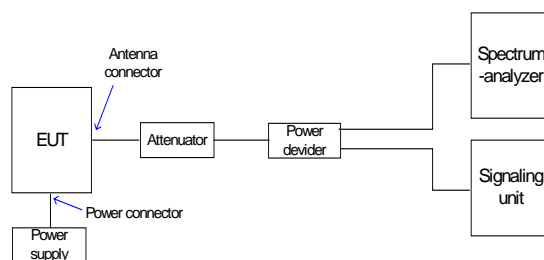 Antenna
connector
Spectrum
-analyzer
EUT
Attenuator
Power
devider
Signaling
unit
Power connector
Power
supply